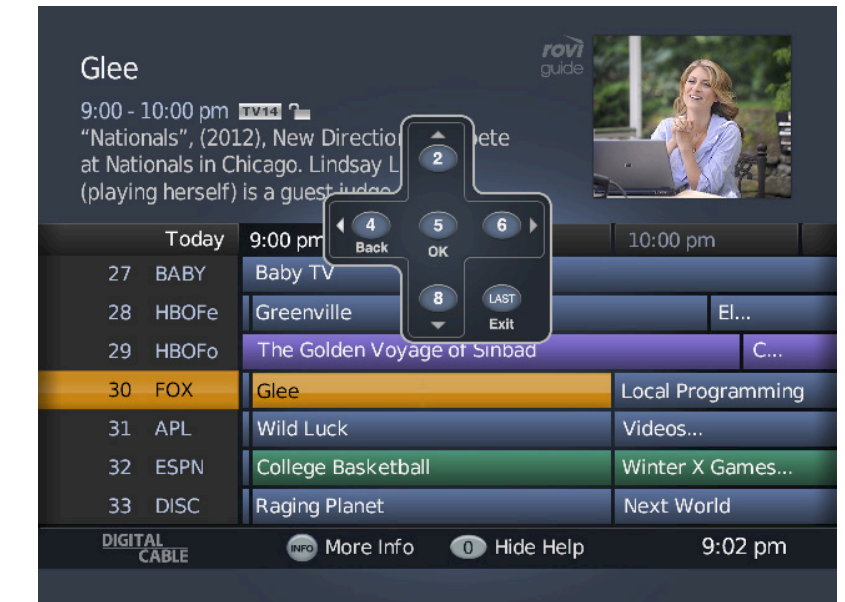 rovi
guide
Glee
9:00 - 10:00 pm TV14
"Nationals", (2012), New Direction pete
at Nationals in Chicago. Lindsay L
(playing herself) is a guest judge
2
4 5 6
Back OK
8 LAST
Exit
Today 9:00 pm 10:00 pm
27 BABY Baby TV
28 HBOFe Greenville El...
29 HBOFo The Golden Voyage of Sinbad C...
30 FOX Glee Local Programming
31 APL Wild Luck Videos...
32 ESPN College Basketball Winter X Games...
33 DISC Raging Planet Next World
DIGITAL
CABLE
INFO More Info 0 Hide Help 9:02 pm